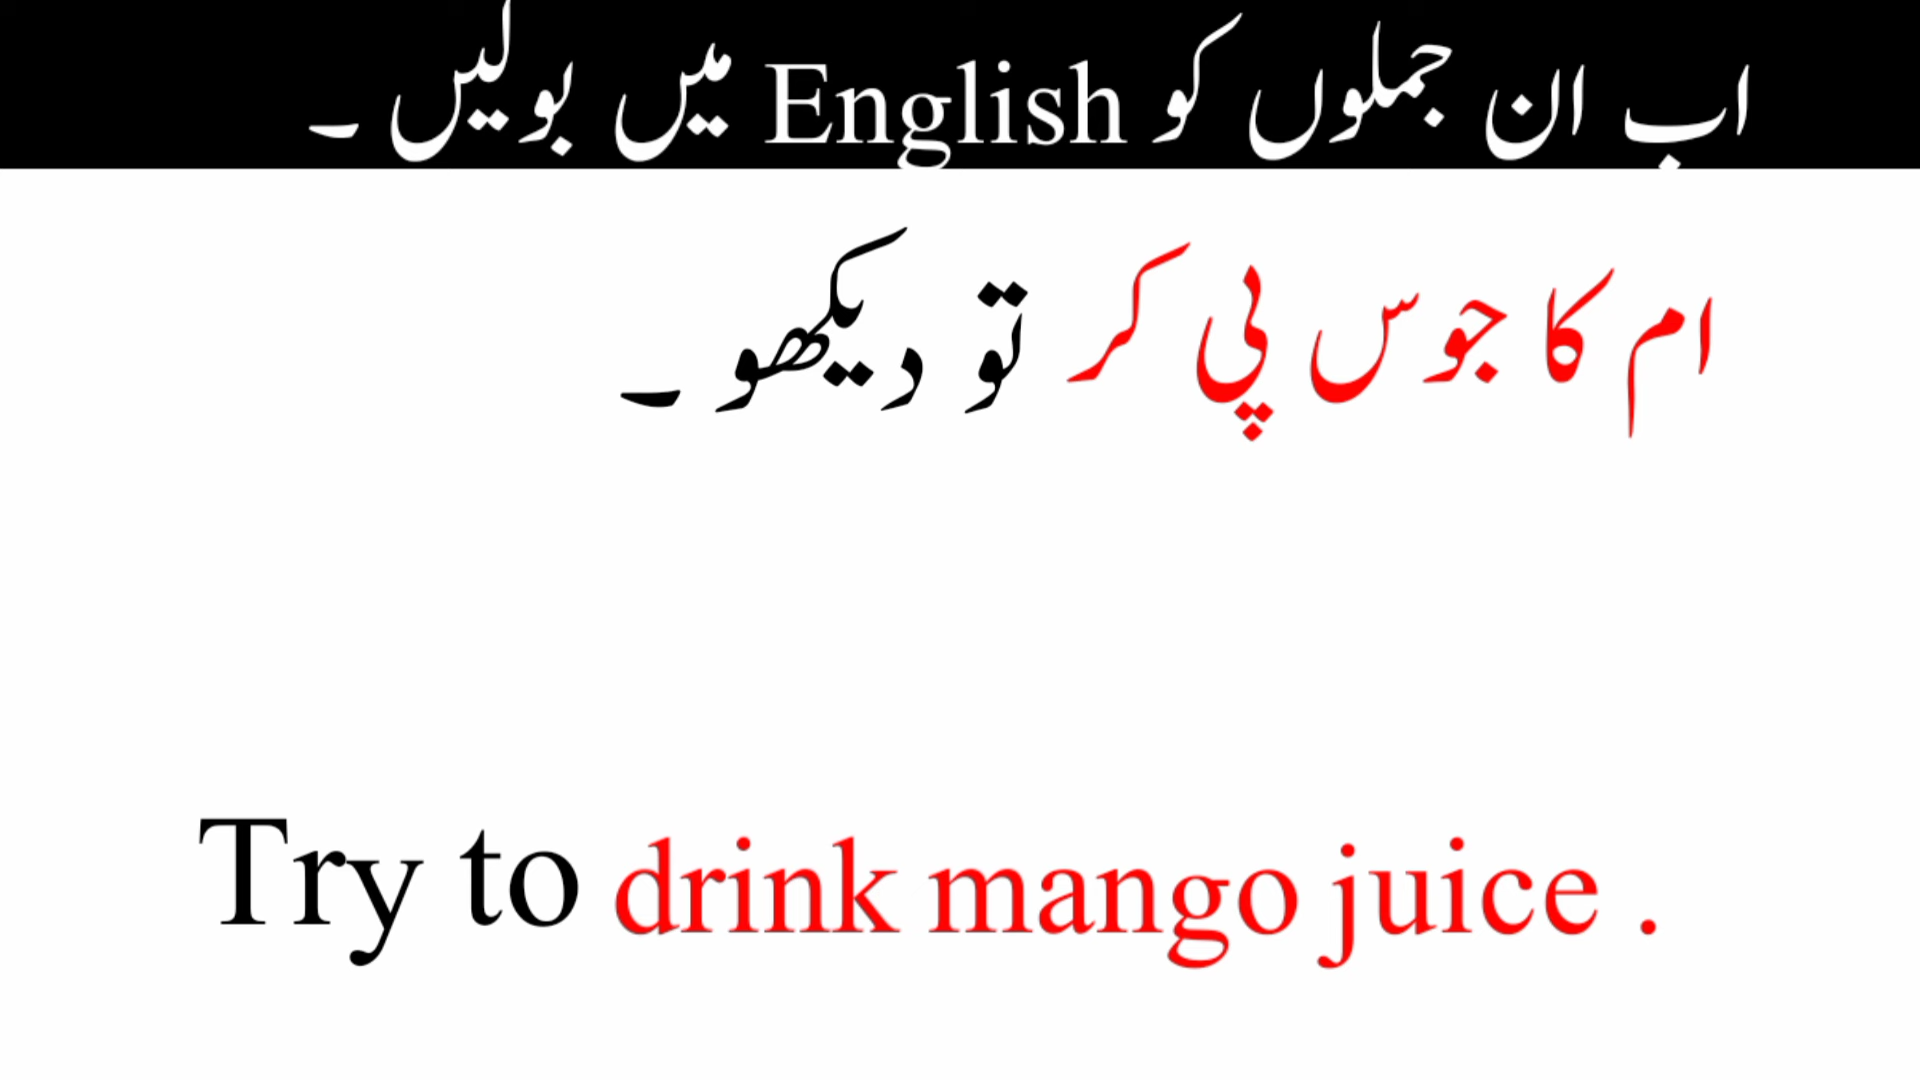 اب ان جملوں کو English میں بولیں ۔
ام کا جوس پی کر تو دیکھو ۔
Try to drink mango juice .